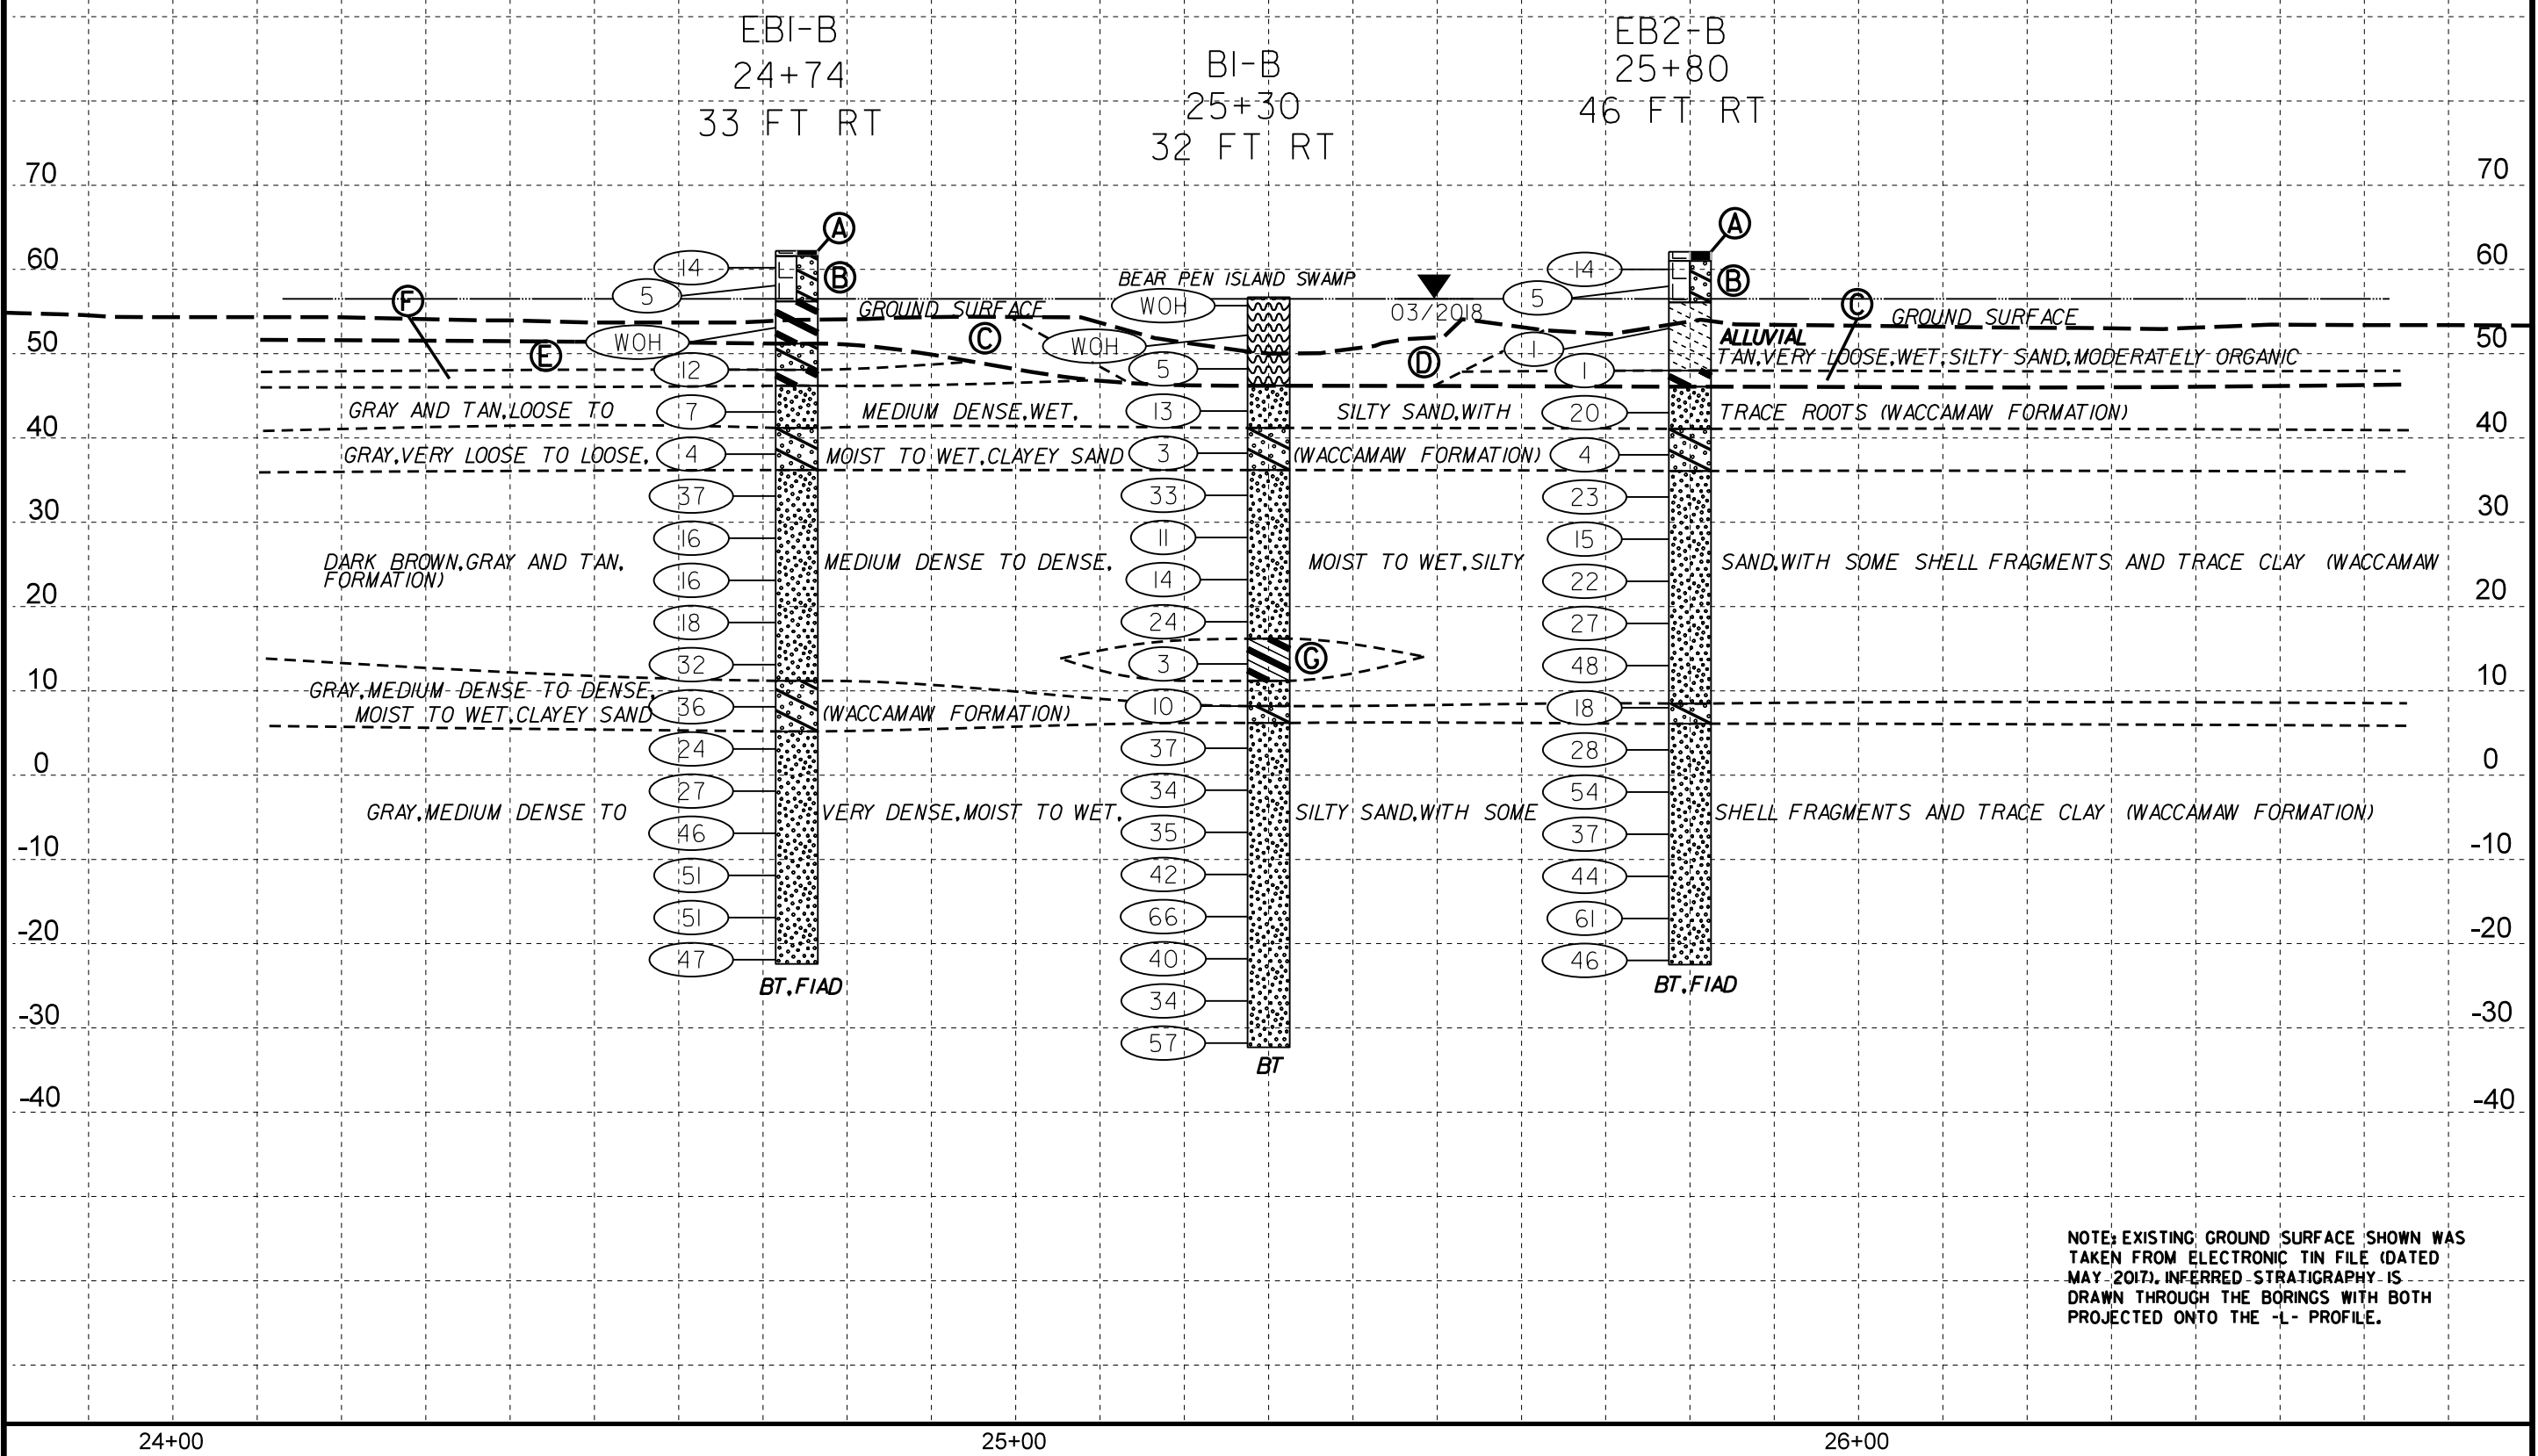 EB1-B
24+74
33 FT RT
B1-B
25+30
32 FT RT
EB2-B
25+80
46 FT RT
70 70
A A
60 14 B BEAR PEN ISLAND SWAMP 14 B 60
F 5 WOH 5 C
GROUND SURFACE 03/2018 GROUND SURFACE
50 WOH E C WOH D 1 ALLUVIAL 50
TAN, VERY LOOSE, WET, SILTY SAND, MODERATELY ORGANIC
12 5 1
GRAY AND TAN, LOOSE TO 7 MEDIUM DENSE, WET, 13 SILTY SAND, WITH 20 TRACE ROOTS (WACCAMAW FORMATION)
40 40
GRAY, VERY LOOSE TO LOOSE, 4 MOIST TO WET, CLAYEY SAND 3 (WACCAMAW FORMATION) 4
37 33 23
30 30
16 11 15
DARK BROWN, GRAY AND TAN, MEDIUM DENSE TO DENSE, MOIST TO WET, SILTY SAND, WITH SOME SHELL FRAGMENTS AND TRACE CLAY (WACCAMAW
FORMATION)
16 14 22
20 20
18 24 27
32 3 G 48
10 10
GRAY, MEDIUM DENSE TO DENSE,
MOIST TO WET, CLAYEY SAND 36 (WACCAMAW FORMATION) 10 18
24 37 28
0 0
27 34 54
GRAY, MEDIUM DENSE TO VERY DENSE, MOIST TO WET, SILTY SAND, WITH SOME SHELL FRAGMENTS AND TRACE CLAY (WACCAMAW FORMATION)
46 35 37
-10 -10
51 42 44
51 66 61
-20 -20
47 40 46
BT, FIAD BT, FIAD
34
-30 -30
57
BT
-40 -40
NOTE: EXISTING GROUND SURFACE SHOWN WAS
TAKEN FROM ELECTRONIC TIN FILE (DATED
MAY 2017). INFERRED STRATIGRAPHY IS
DRAWN THROUGH THE BORINGS WITH BOTH
PROJECTED ONTO THE -L- PROFILE.
24+00 25+00 26+00